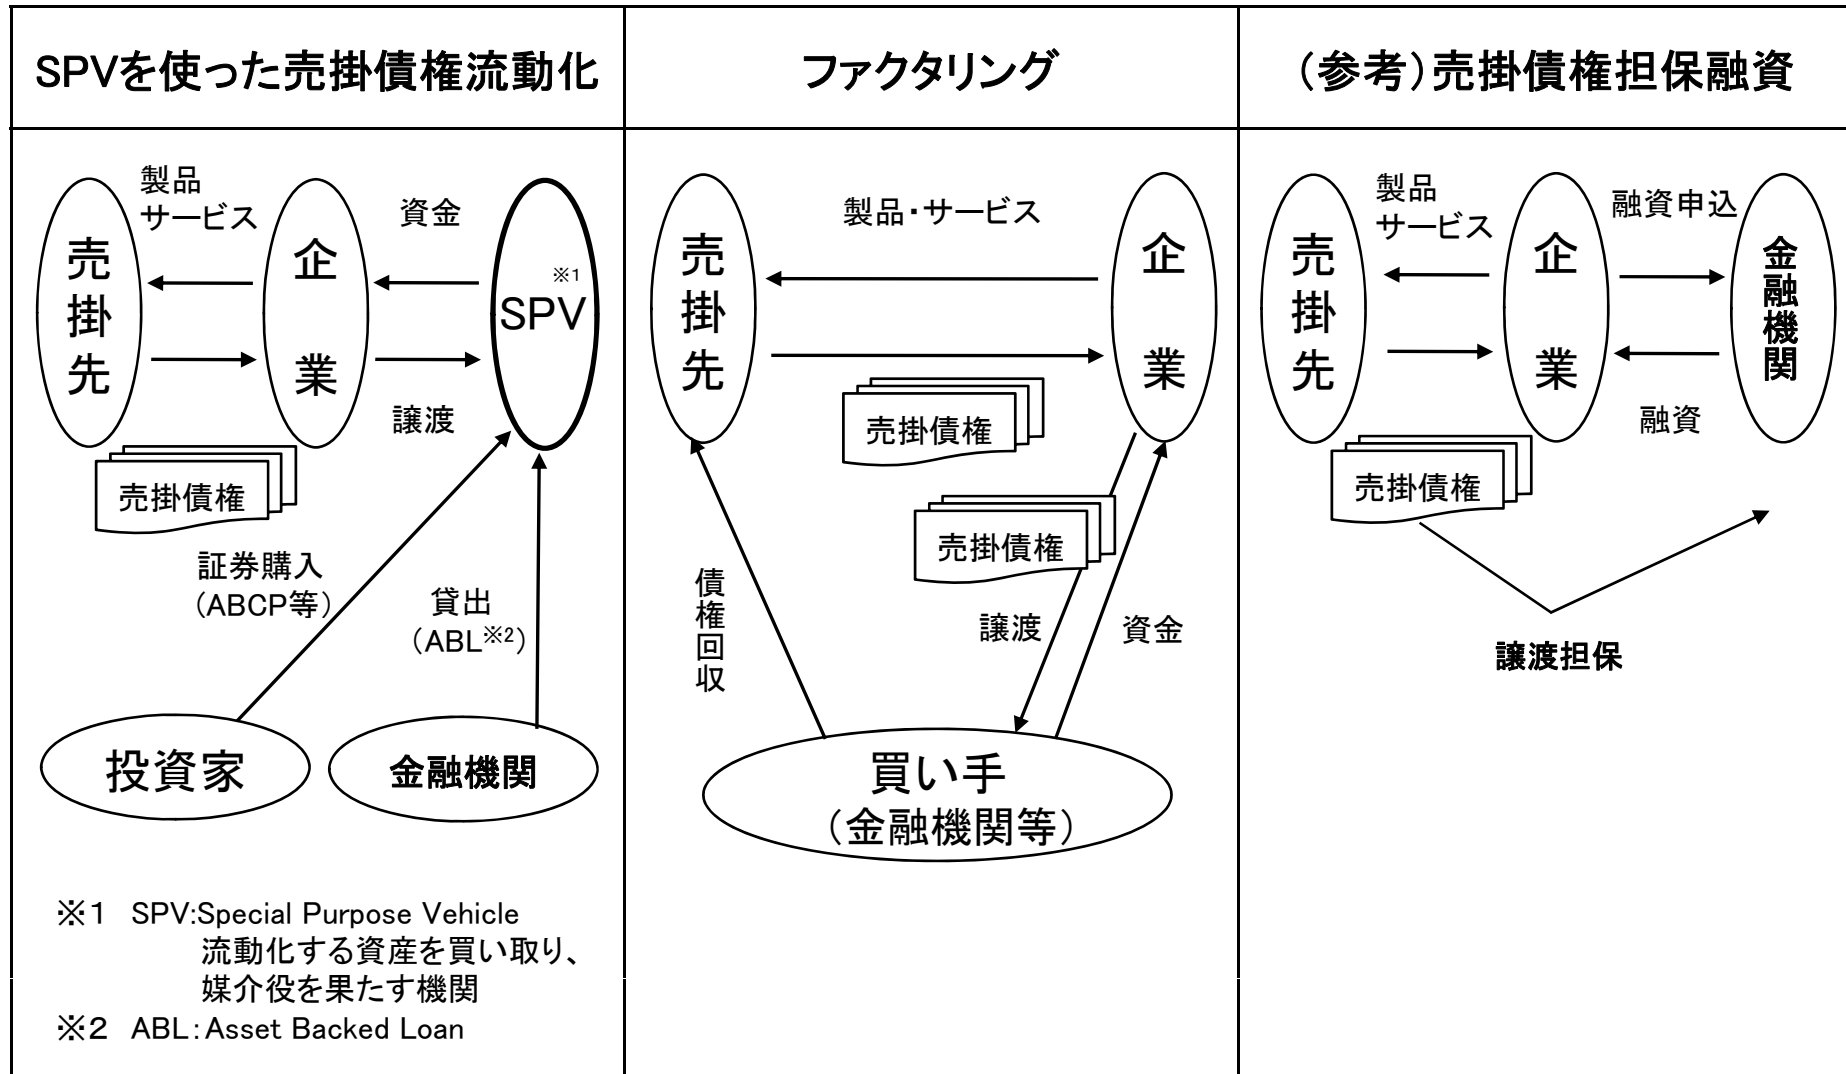 SPVを使った売掛債権流動化
製品
サービス
資金
売掛先
企業
※1
SPV
譲渡
売掛債権
証券購入
(ABCP等)
貸出
(ABL※2)
投資家
金融機関
※1 SPV:Special Purpose Vehicle
流動化する資産を買い取り、
媒介役を果たす機関
※2 ABL:Asset Backed Loan
ファクタリング
製品・サービス
売掛先
企業
売掛債権
売掛債権
債権回収
譲渡
資金
買い手
(金融機関等)
(参考)売掛債権担保融資
製品
サービス
融資申込
売掛先
企業
金融機関
融資
売掛債権
譲渡担保